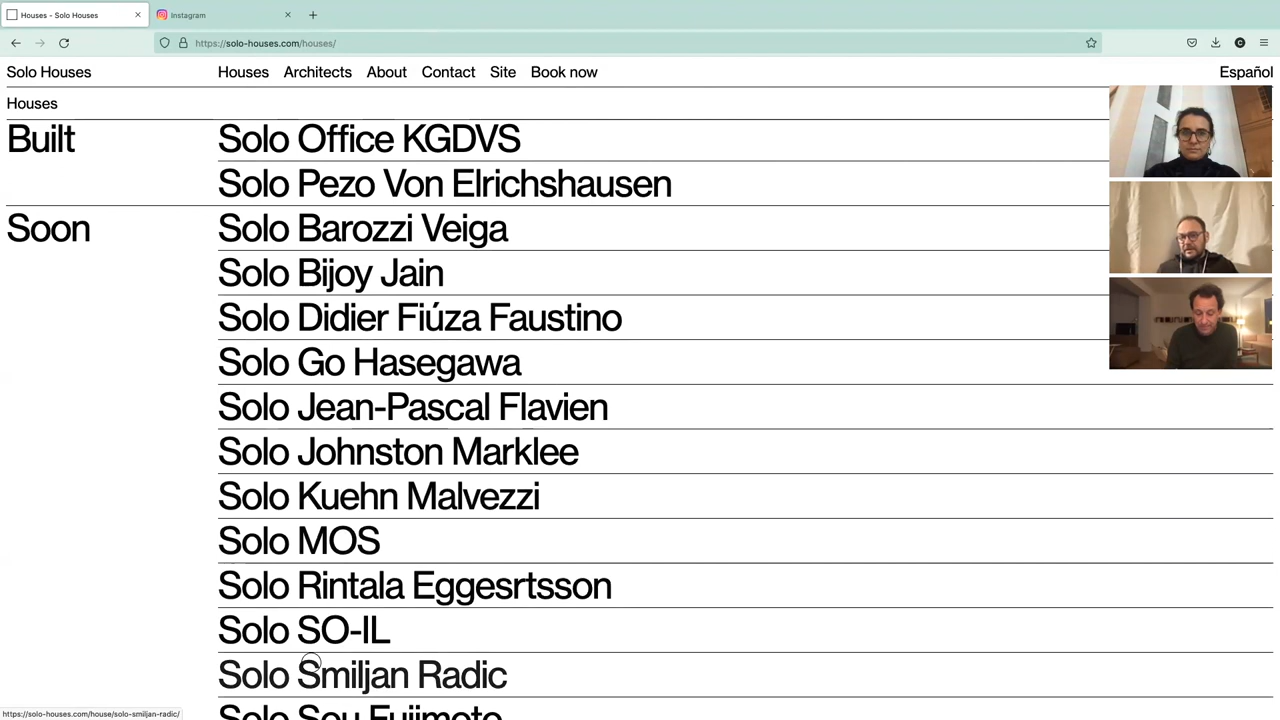 Houses - Solo Houses
Instagram
https://solo-houses.com/houses/
Solo Houses Houses Architects About Contact Site Book now Español
Houses
Built Solo Office KGDVS
Solo Pezo Von Elrichshausen
Soon Solo Barozzi Veiga
Solo Bijoy Jain
Solo Didier Fiúza Faustino
Solo Go Hasegawa
Solo Jean-Pascal Flavien
Solo Johnston Marklee
Solo Kuehn Malvezzi
Solo MOS
Solo Rintala Eggesrtsson
Solo SO-IL
Solo Smiljan Radic
Solo Sou Fujimoto
https://solo-houses.com/house/solo-smiljan-radic/